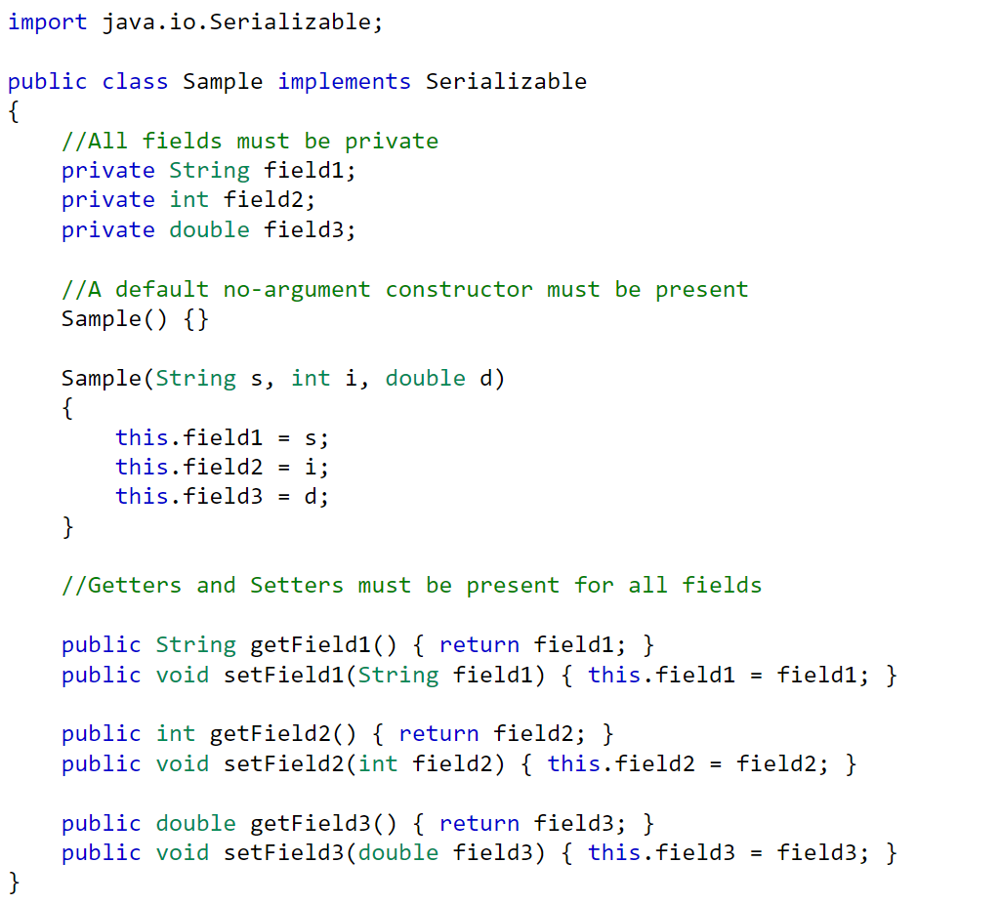 import java.io.Serializable;
public class Sample implements Serializable
{
    //All fields must be private
    private String field1;
    private int field2;
    private double field3;
    //A default no-argument constructor must be present
    Sample() {}
    Sample(String s, int i, double d)
    {
        this.field1 = s;
        this.field2 = i;
        this.field3 = d;
    }
    //Getters and Setters must be present for all fields
    public String getField1() { return field1; }
    public void setField1(String field1) { this.field1 = field1; }
    public int getField2() { return field2; }
    public void setField2(int field2) { this.field2 = field2; }
    public double getField3() { return field3; }
    public void setField3(double field3) { this.field3 = field3; }
}